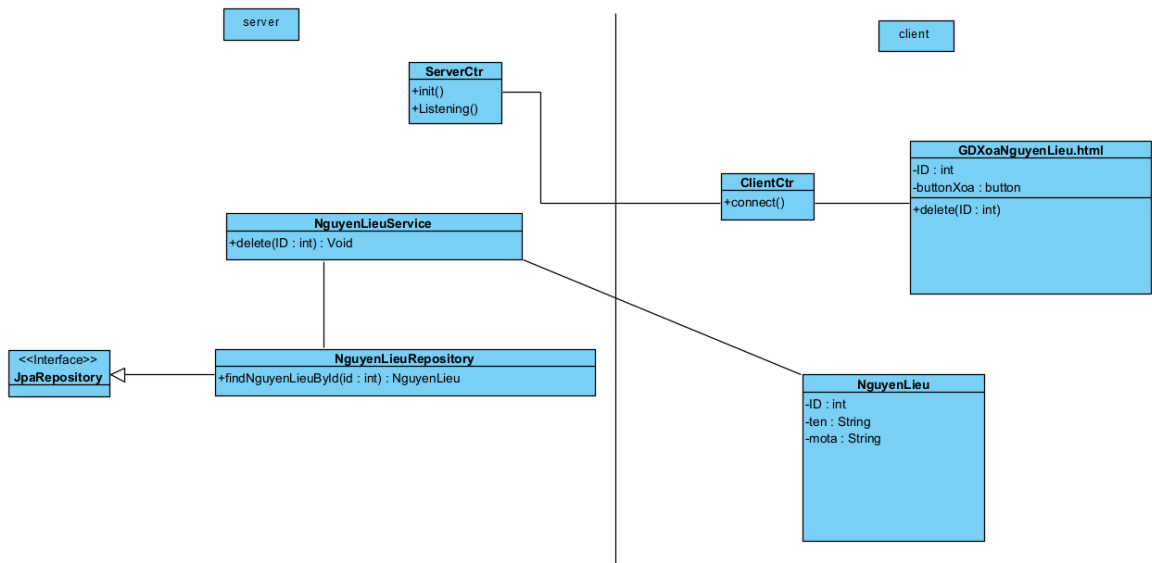 server
client
ServerCtr
+init()
+Listening()
GDXoaNguyenLieu.html
-ID : int
-buttonXoa : button
+delete(ID : int)
ClientCtr
+connect()
NguyenLieuService
+delete(ID : int) : Void
<<Interface>>
JpaRepository
NguyenLieuRepository
+findNguyenLieuById(id : int) : NguyenLieu
NguyenLieu
-ID : int
-ten : String
-mota : String